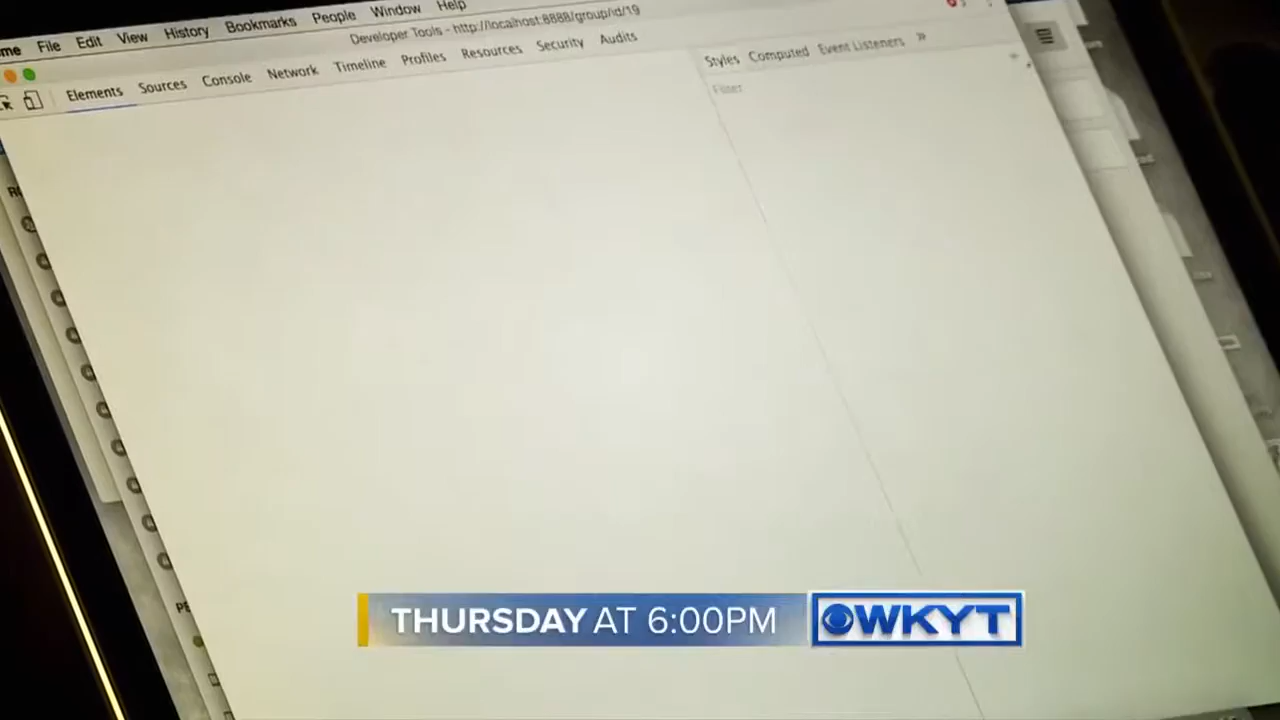 File Edit View History Bookmarks People Window Help
Developer Tools - http://localhost:8888/group/id/19
Elements Sources Console Network Timeline Profiles Resources Security Audits
Styles Computed Event Listeners »
Filter
THURSDAY AT 6:00PM WKYT